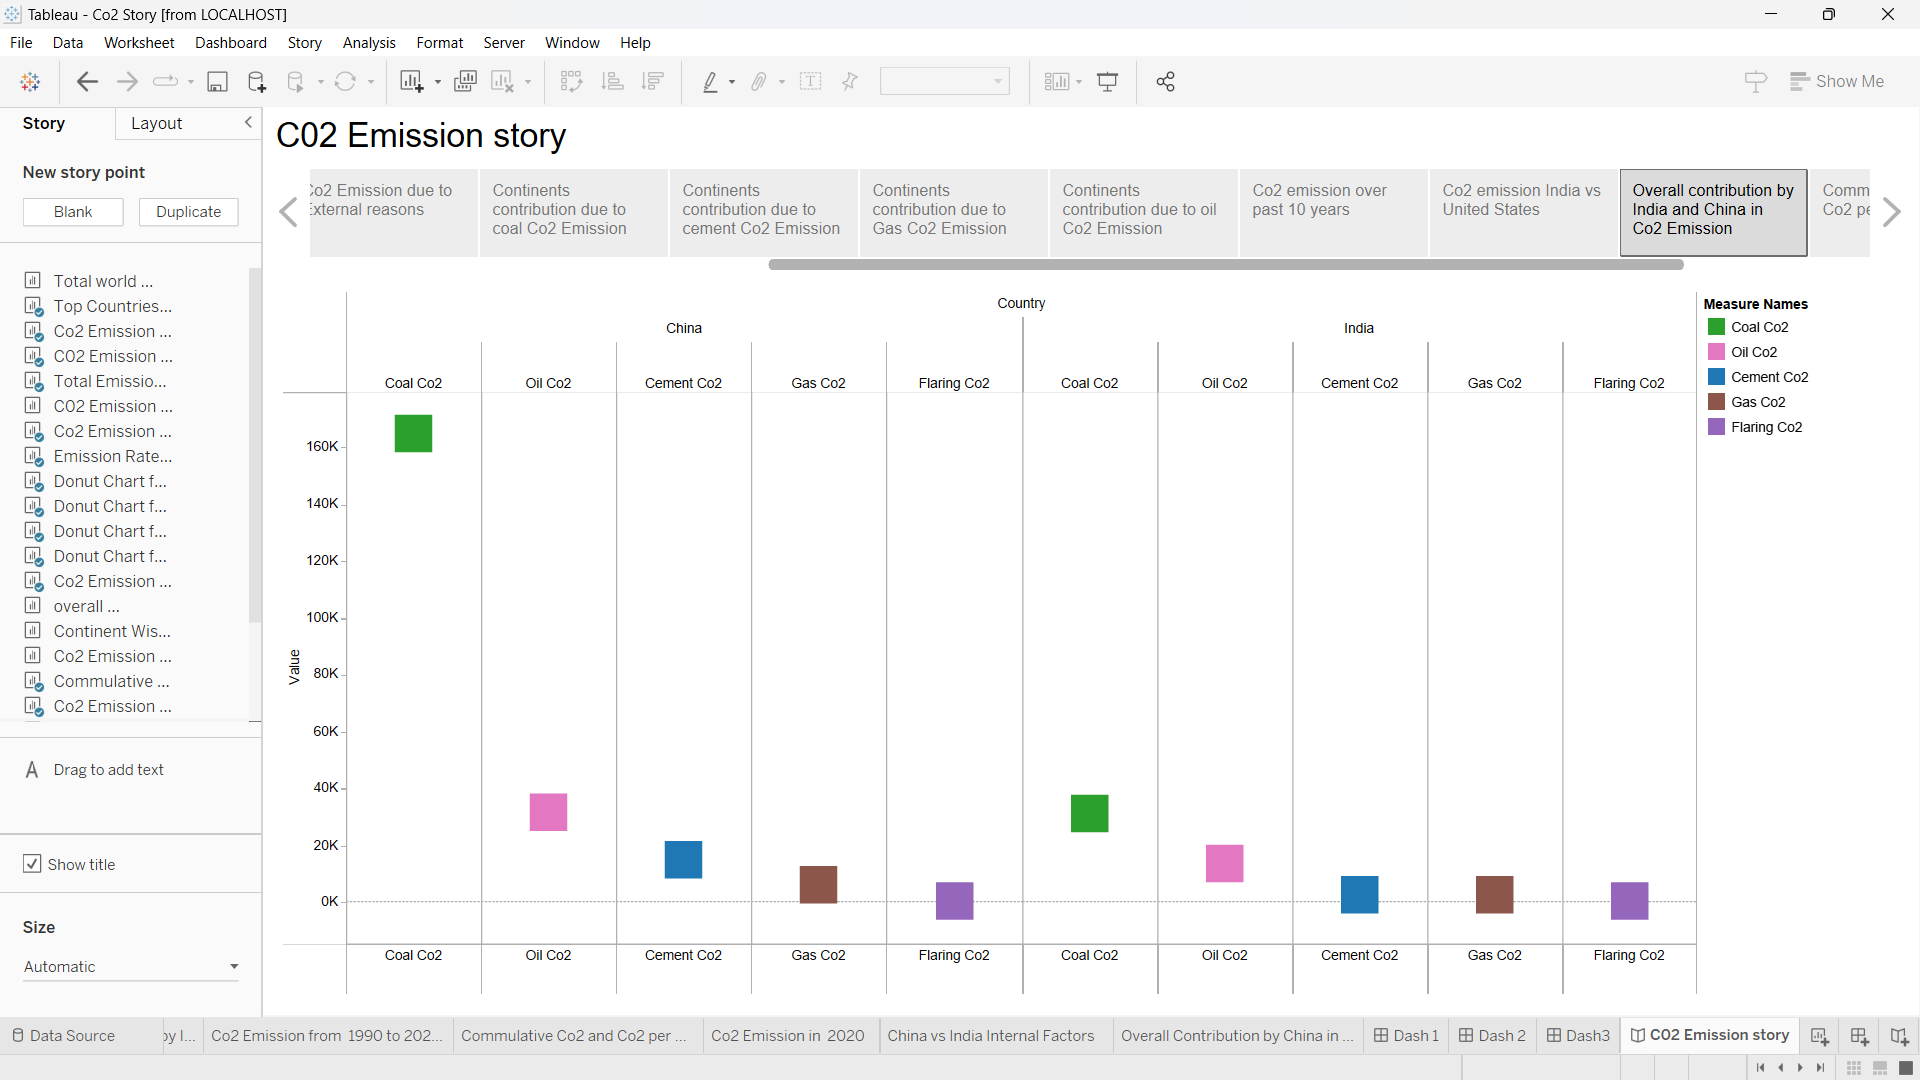 Tableau - Co2 Story [from LOCALHOST]
File Data Worksheet Dashboard Story Analysis Format Server Window Help
Show Me
Story Layout
New story point
Blank Duplicate
Total world ...
Top Countries...
Co2 Emission ...
CO2 Emission ...
Total Emissio...
CO2 Emission ...
Co2 Emission ...
Emission Rate...
Donut Chart f...
Donut Chart f...
Donut Chart f...
Donut Chart f...
Co2 Emission ...
overall ...
Continent Wis...
Co2 Emission ...
Commulative ...
Co2 Emission ...
Drag to add text
Show title
Size
Automatic
C02 Emission story
Co2 Emission due to
External reasons
Continents
contribution due to
coal Co2 Emission
Continents
contribution due to
cement Co2 Emission
Continents
contribution due to
Gas Co2 Emission
Continents
contribution due to oil
Co2 Emission
Co2 emission over
past 10 years
Co2 emission India vs
United States
Overall contribution by
India and China in
Co2 Emission
Comm
Co2 pe
Country
China India
Coal Co2 Oil Co2 Cement Co2 Gas Co2 Flaring Co2 Coal Co2 Oil Co2 Cement Co2 Gas Co2 Flaring Co2
160K
140K
120K
100K
80K
60K
40K
20K
0K
Value
Coal Co2 Oil Co2 Cement Co2 Gas Co2 Flaring Co2 Coal Co2 Oil Co2 Cement Co2 Gas Co2 Flaring Co2
Measure Names
Coal Co2
Oil Co2
Cement Co2
Gas Co2
Flaring Co2
Data Source by I... Co2 Emission from 1990 to 202... Commulative Co2 and Co2 per ... Co2 Emission in 2020 China vs India Internal Factors Overall Contribution by China in ... Dash 1 Dash 2 Dash3 CO2 Emission story